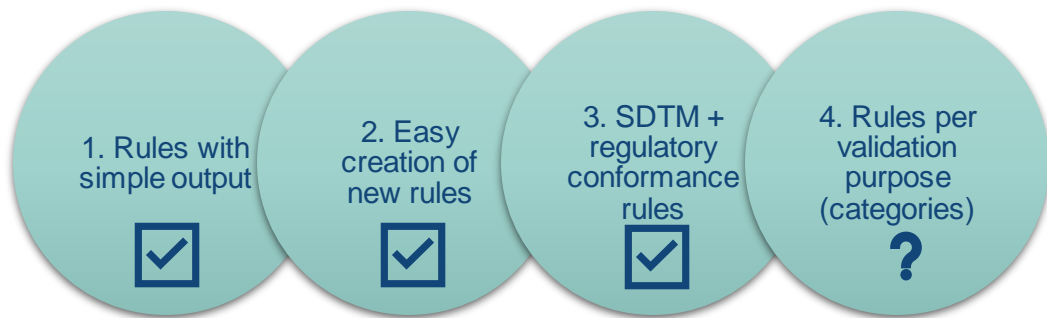 1. Rules with
simple output
2. Easy
creation of
new rules
3. SDTM +
regulatory
conformance
rules
4. Rules per
validation
purpose
(categories)
?